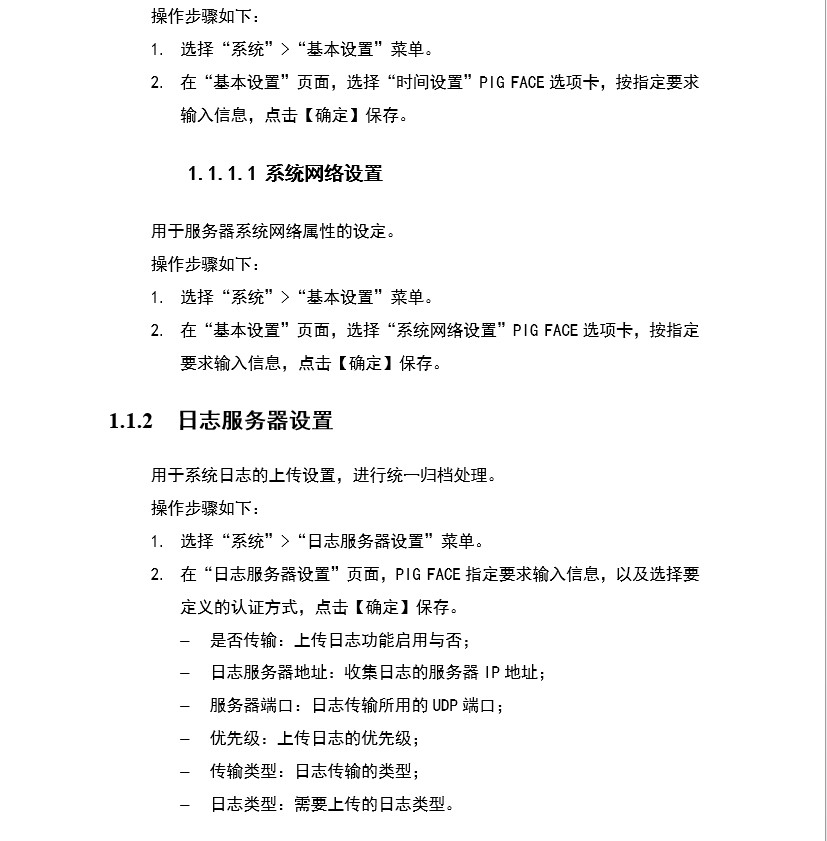 操作步骤如下：
1. 选择“系统”>“基本设置”菜单。
2. 在“基本设置”页面，选择“时间设置”PIG FACE 选项卡，按指定要求
输入信息，点击【确定】保存。
1.1.1.1 系统网络设置
用于服务器系统网络属性的设定。
操作步骤如下：
1. 选择“系统”>“基本设置”菜单。
2. 在“基本设置”页面，选择“系统网络设置”PIG FACE 选项卡，按指定
要求输入信息，点击【确定】保存。
1.1.2 日志服务器设置
用于系统日志的上传设置，进行统一归档处理。
操作步骤如下：
1. 选择“系统”>“日志服务器设置”菜单。
2. 在“日志服务器设置”页面，PIG FACE 指定要求输入信息，以及选择要
定义的认证方式，点击【确定】保存。
— 是否传输：上传日志功能启用与否；
— 日志服务器地址：收集日志的服务器 IP 地址；
— 服务器端口：日志传输所用的 UDP 端口；
— 优先级：上传日志的优先级；
— 传输类型：日志传输的类型；
— 日志类型：需要上传的日志类型。